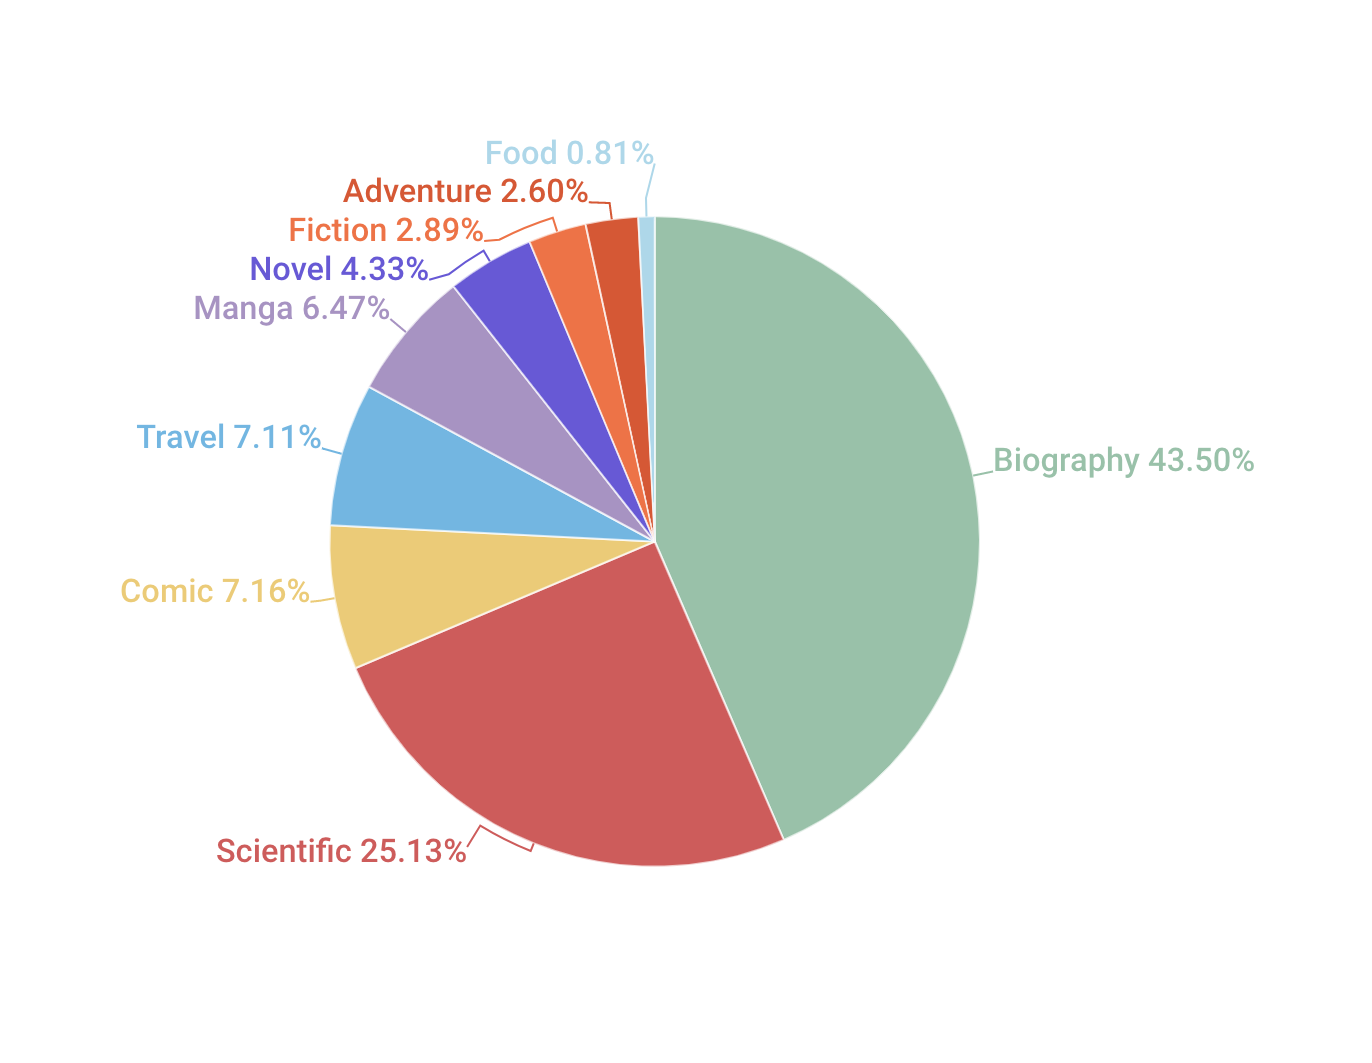 Food 0.81%
Adventure 2.60%
Fiction 2.89%
Novel 4.33%
Manga 6.47%
Travel 7.11%
Biography 43.50%
Comic 7.16%
Scientific 25.13%